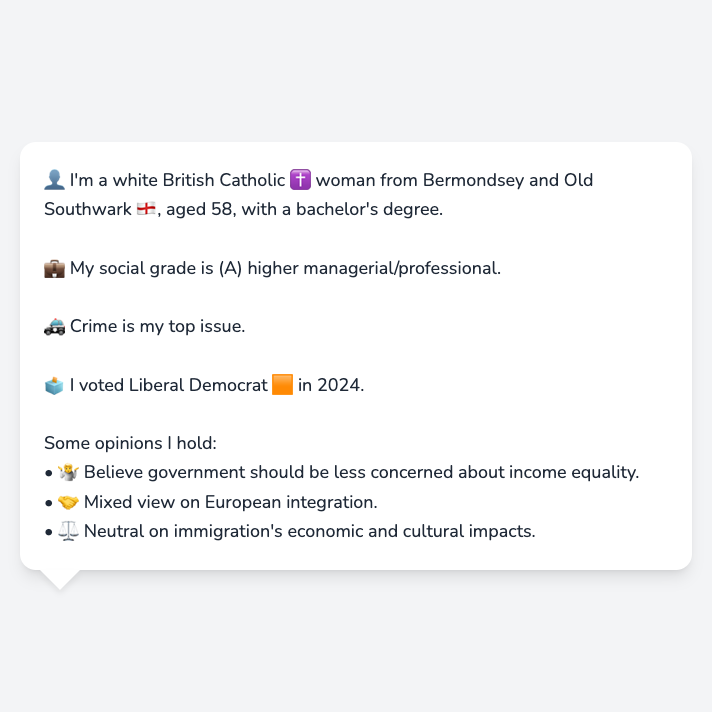 👤 I'm a white British Catholic ✝️ woman from Bermondsey and Old
Southwark 🏴󠁧󠁢󠁥󠁮󠁧󠁿, aged 58, with a bachelor's degree.
💼 My social grade is (A) higher managerial/professional.
🚓 Crime is my top issue.
🗳️ I voted Liberal Democrat 🟧 in 2024.
Some opinions I hold:
• 🤷 Believe government should be less concerned about income equality.
• 🤝 Mixed view on European integration.
• ⚖️ Neutral on immigration's economic and cultural impacts.